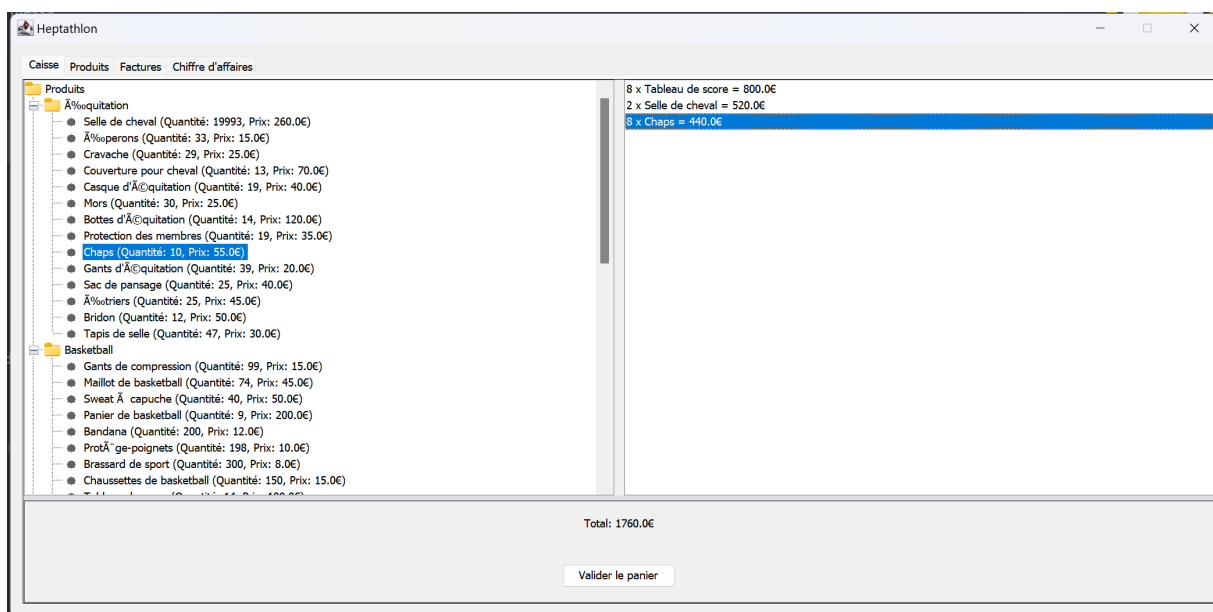 Heptathlon
Caisse Produits Factures Chiffre d'affaires
Produits
Ã‰quitation
Selle de cheval (Quantité: 19993, Prix: 260.0€)
Ã‰perons (Quantité: 33, Prix: 15.0€)
Cravache (Quantité: 29, Prix: 25.0€)
Couverture pour cheval (Quantité: 13, Prix: 70.0€)
Casque d'Ã©quitation (Quantité: 19, Prix: 40.0€)
Mors (Quantité: 30, Prix: 25.0€)
Bottes d'Ã©quitation (Quantité: 14, Prix: 120.0€)
Protection des membres (Quantité: 19, Prix: 35.0€)
Chaps (Quantité: 10, Prix: 55.0€)
Gants d'Ã©quitation (Quantité: 39, Prix: 20.0€)
Sac de pansage (Quantité: 25, Prix: 40.0€)
Ã‰triers (Quantité: 25, Prix: 45.0€)
Bridon (Quantité: 12, Prix: 50.0€)
Tapis de selle (Quantité: 47, Prix: 30.0€)
Basketball
Gants de compression (Quantité: 99, Prix: 15.0€)
Maillot de basketball (Quantité: 74, Prix: 45.0€)
Sweat Ã  capuche (Quantité: 40, Prix: 50.0€)
Panier de basketball (Quantité: 9, Prix: 200.0€)
Bandana (Quantité: 200, Prix: 12.0€)
ProtÃ¨ge-poignets (Quantité: 198, Prix: 10.0€)
Brassard de sport (Quantité: 300, Prix: 8.0€)
Chaussettes de basketball (Quantité: 150, Prix: 15.0€)
8 x Tableau de score = 800.0€
2 x Selle de cheval = 520.0€
8 x Chaps = 440.0€
Total: 1760.0€
Valider le panier